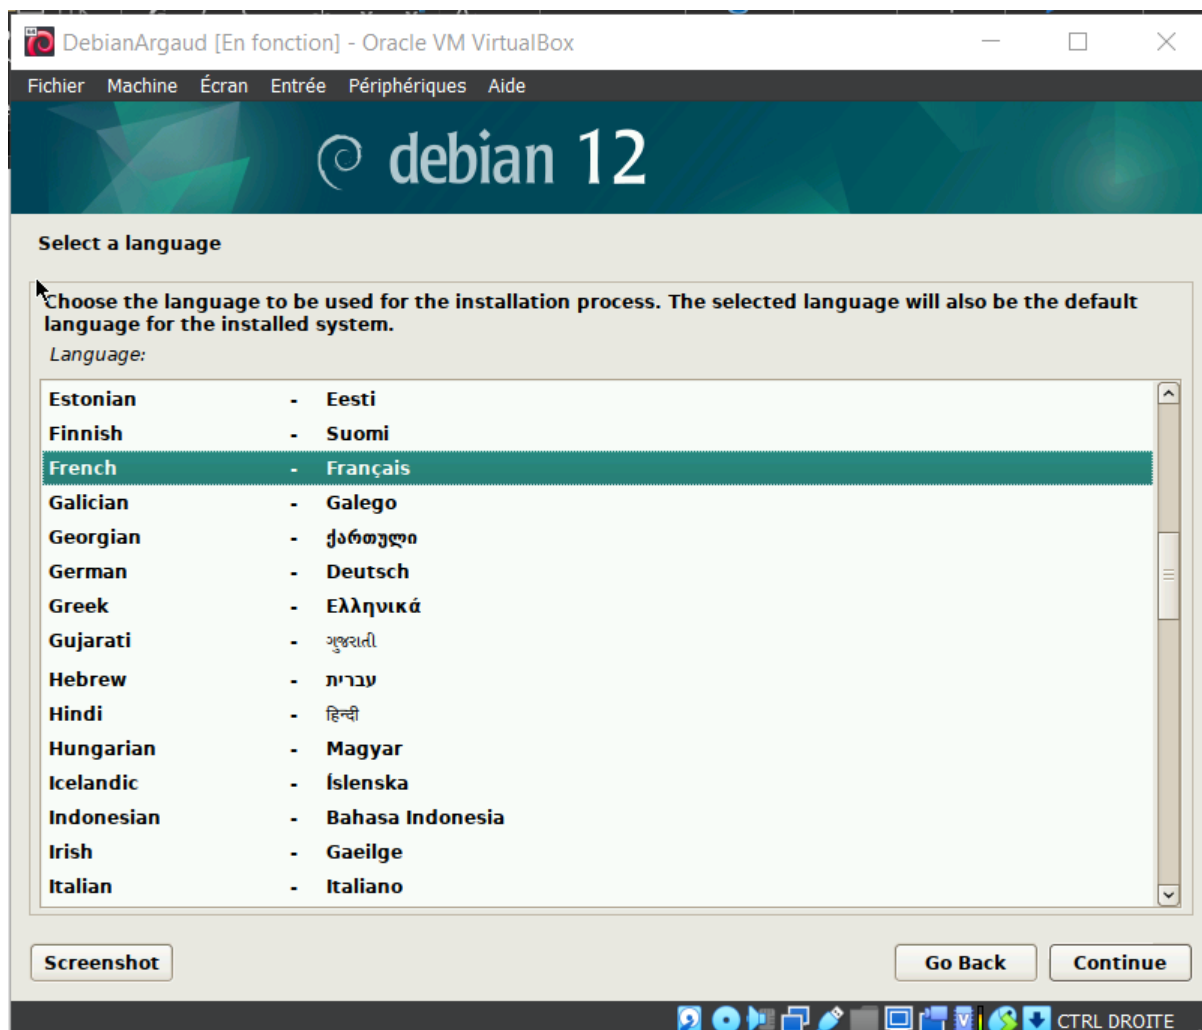 DebianArgaud [En fonction] - Oracle VM VirtualBox
Fichier Machine Écran Entrée Périphériques Aide
debian 12
Select a language
Choose the language to be used for the installation process. The selected language will also be the default
language for the installed system.
Language:
Estonian - Eesti
Finnish - Suomi
French - Français
Galician - Galego
Georgian - ქართული
German - Deutsch
Greek - Ελληνικά
Gujarati - ગુજરાતી
Hebrew - עברית
Hindi - हिन्दी
Hungarian - Magyar
Icelandic - Íslenska
Indonesian - Bahasa Indonesia
Irish - Gaeilge
Italian - Italiano
Screenshot Go Back Continue
CTRL DROITE